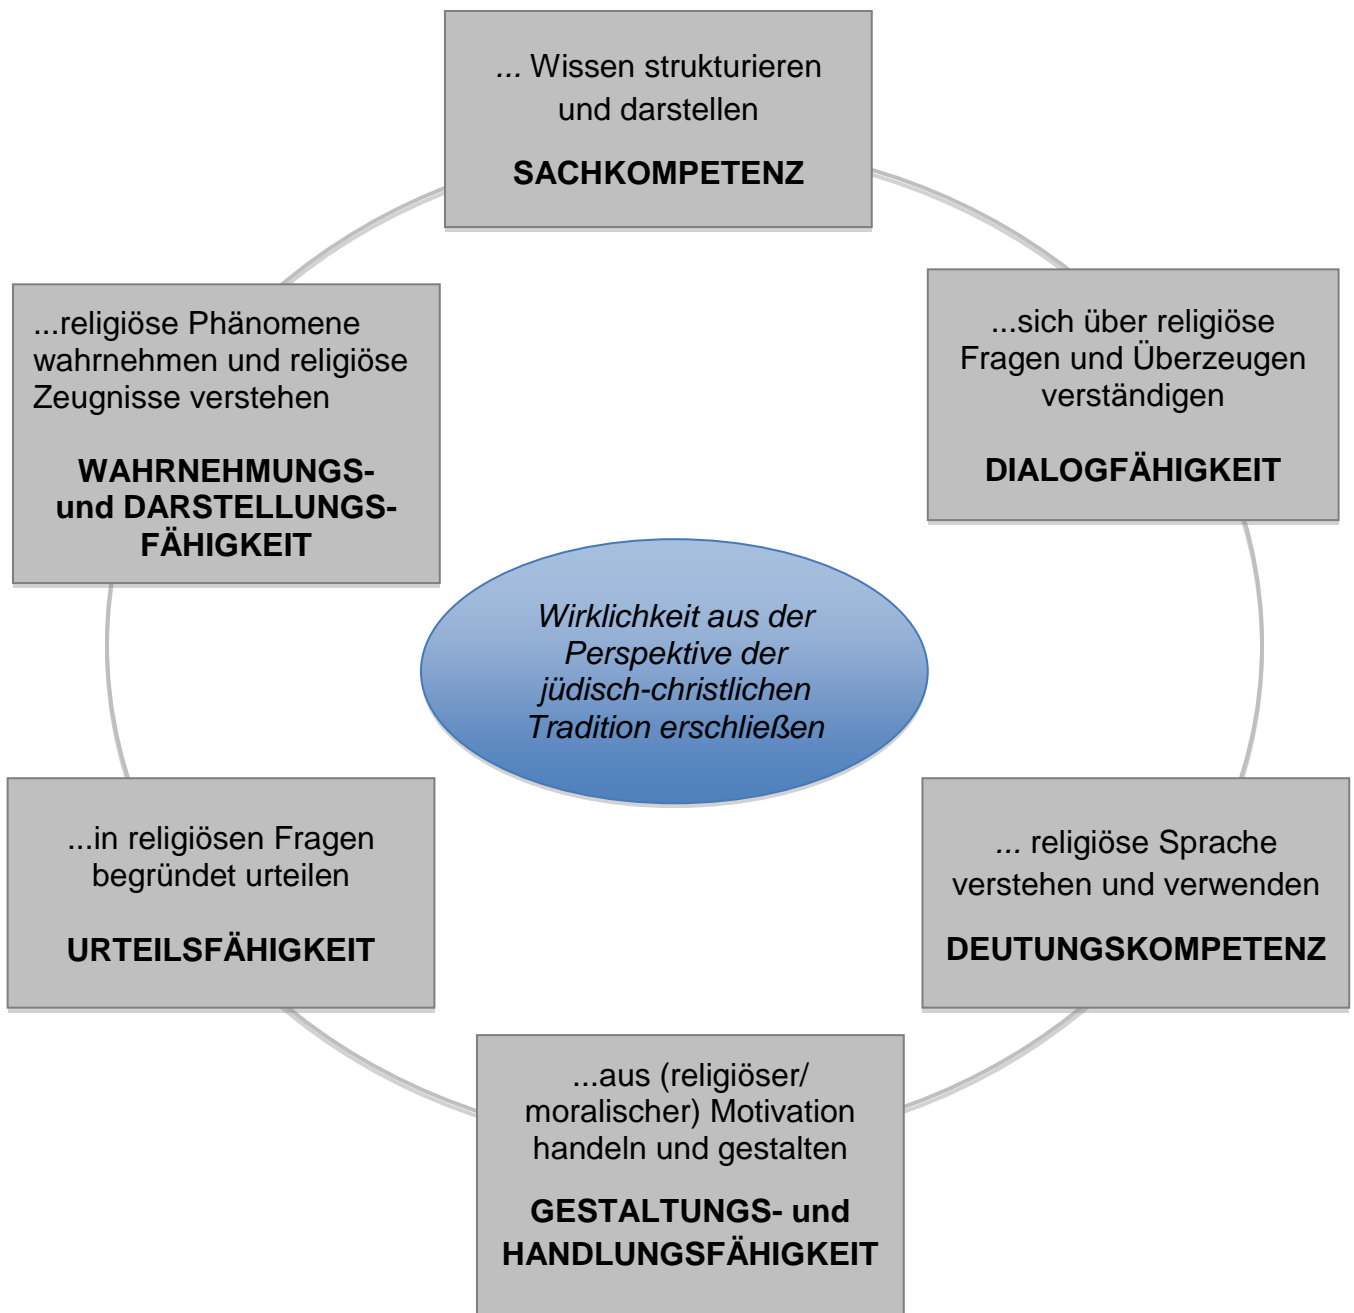 ... Wissen strukturieren
und darstellen
SACHKOMPETENZ
...religiöse Phänomene
wahrnehmen und religiöse
Zeugnisse verstehen
WAHRNEHMUNGS-
und DARSTELLUNGS-
FÄHIGKEIT
...sich über religiöse
Fragen und Überzeugen
verständigen
DIALOGFÄHIGKEIT
Wirklichkeit aus der
Perspektive der
jüdisch-christlichen
Tradition erschließen
...in religiösen Fragen
begründet urteilen
URTEILSFÄHIGKEIT
... religiöse Sprache
verstehen und verwenden
DEUTUNGSKOMPETENZ
...aus (religiöser/
moralischer) Motivation
handeln und gestalten
GESTALTUNGS- und
HANDLUNGSFÄHIGKEIT